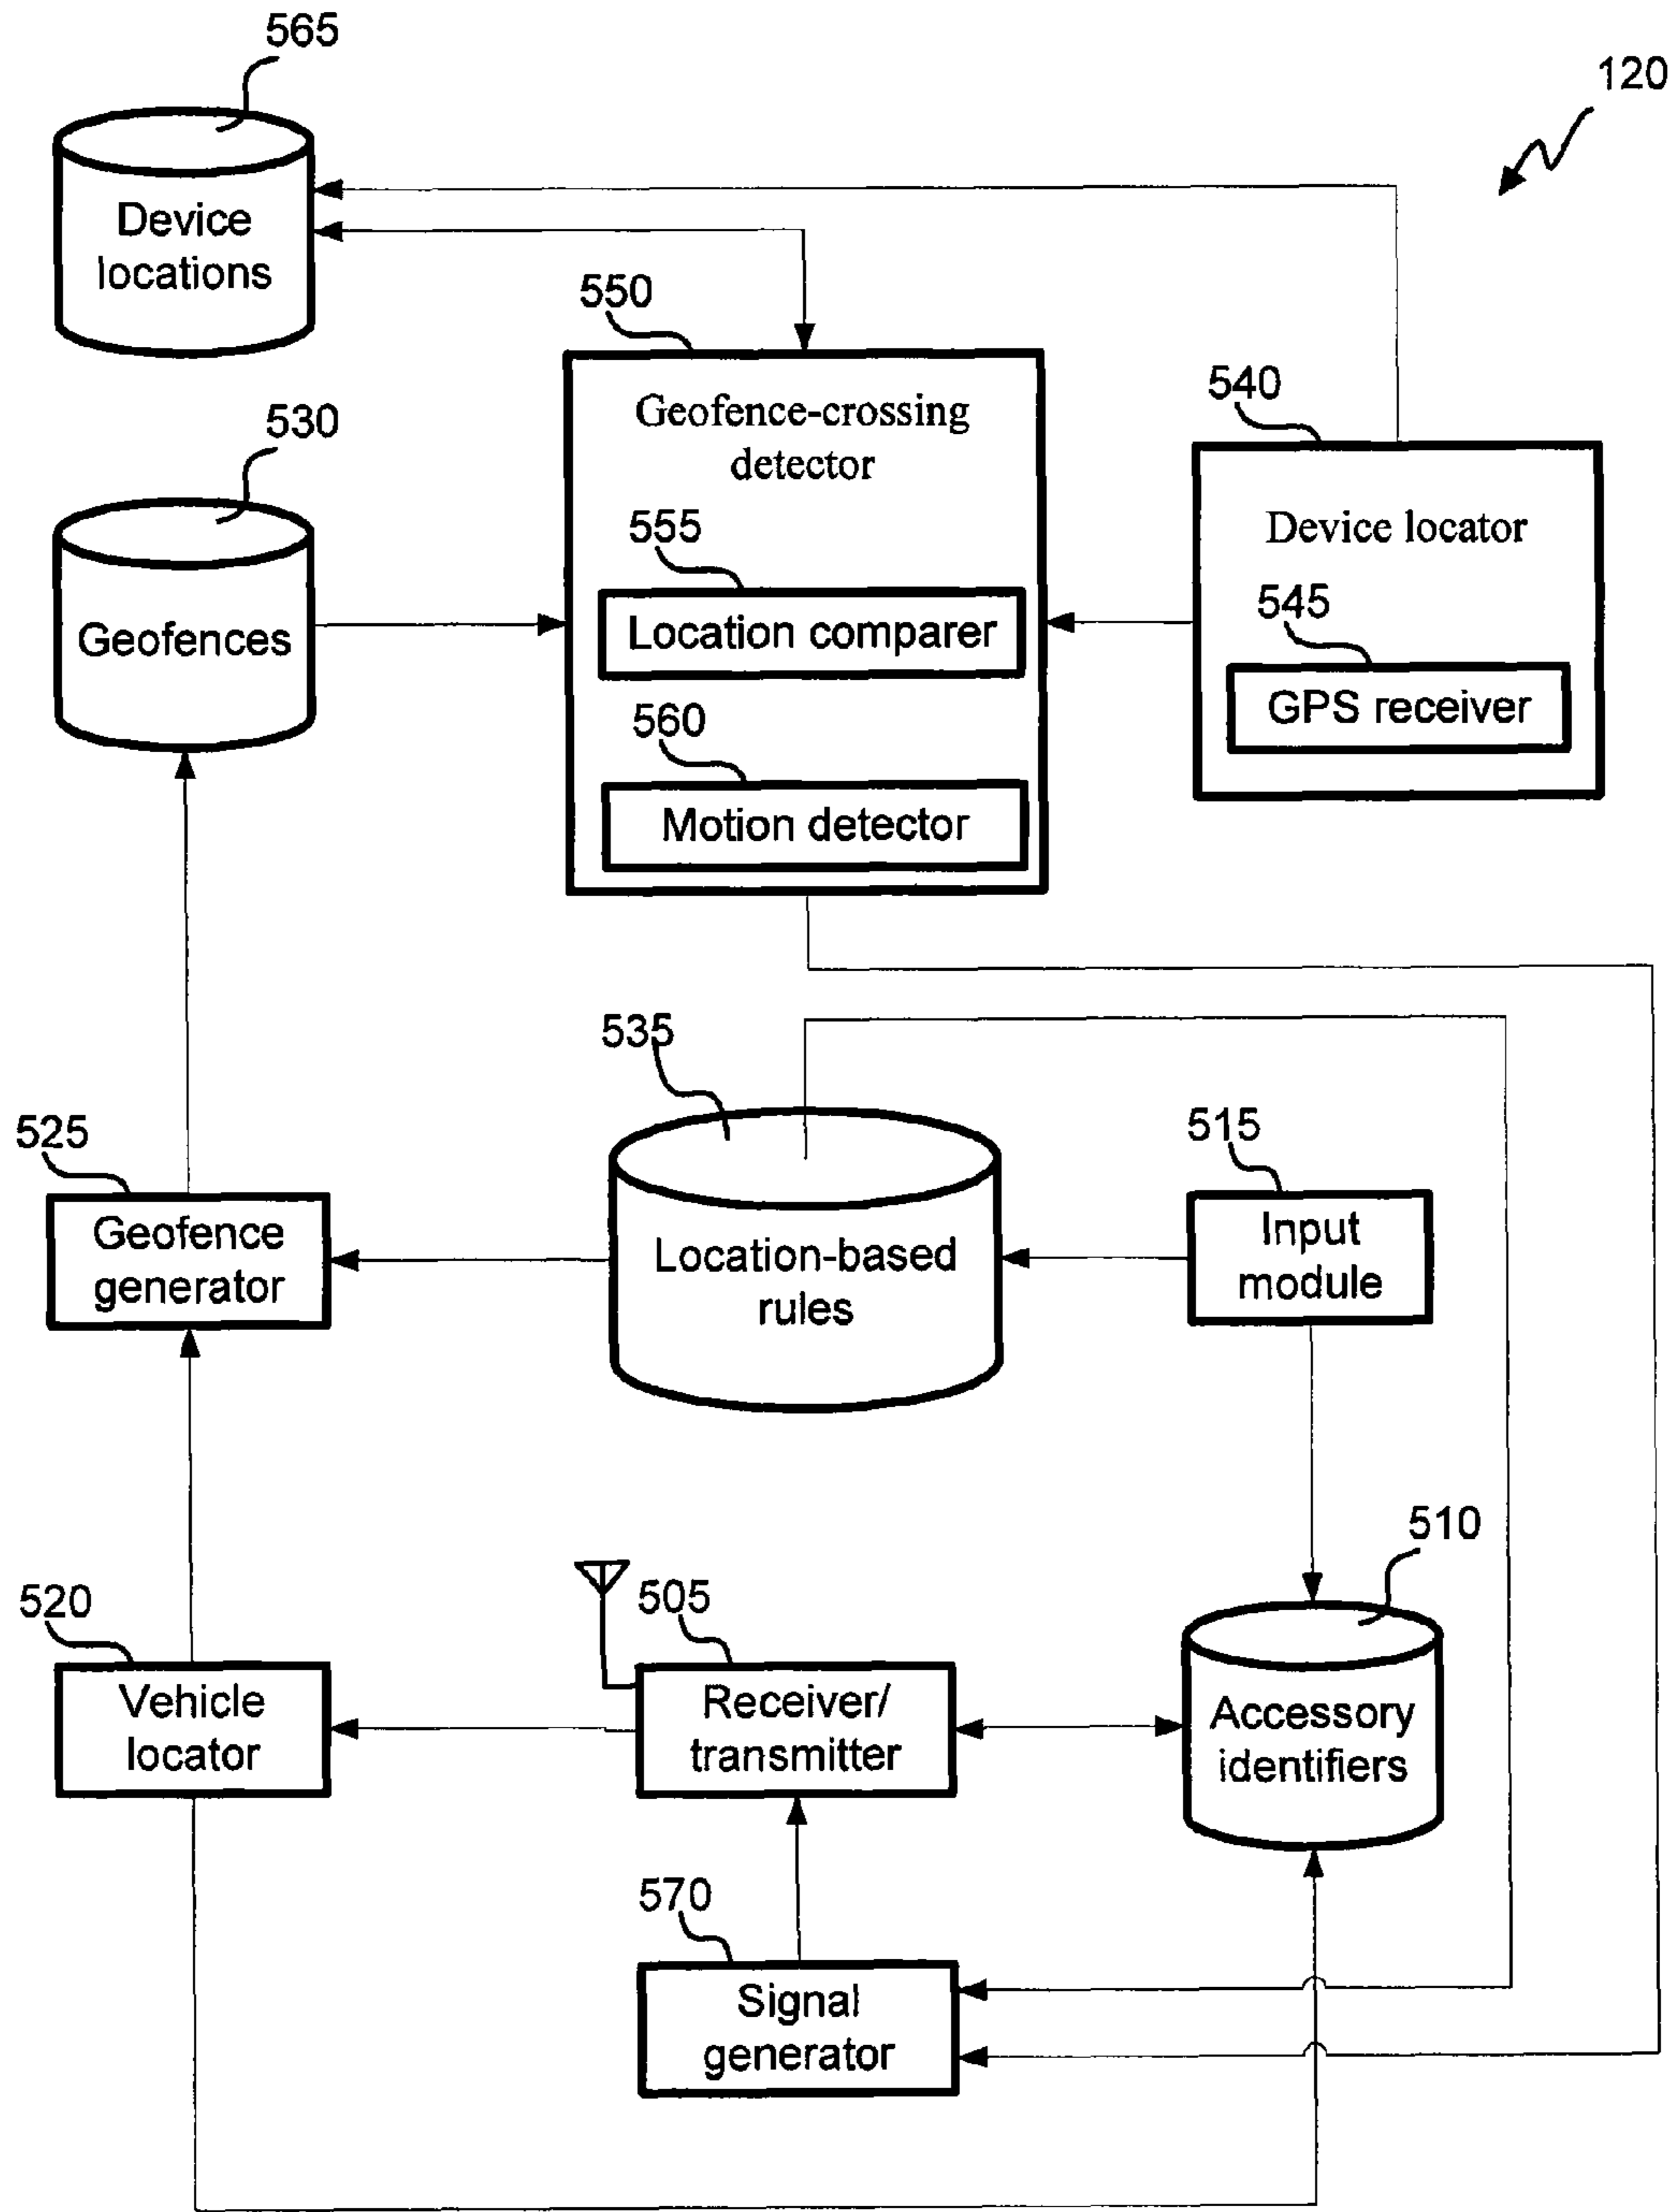 565
120
Device
locations
550
540
530
Geofence-crossing
detector
555
Device locator
545
Geofences
Location comparer
GPS receiver
560
Motion detector
535
525
515
Geofence
generator
Location-based
rules
Input
module
510
520
505
Vehicle
locator
Receiver/
transmitter
Accessory
identifiers
570
Signal
generator